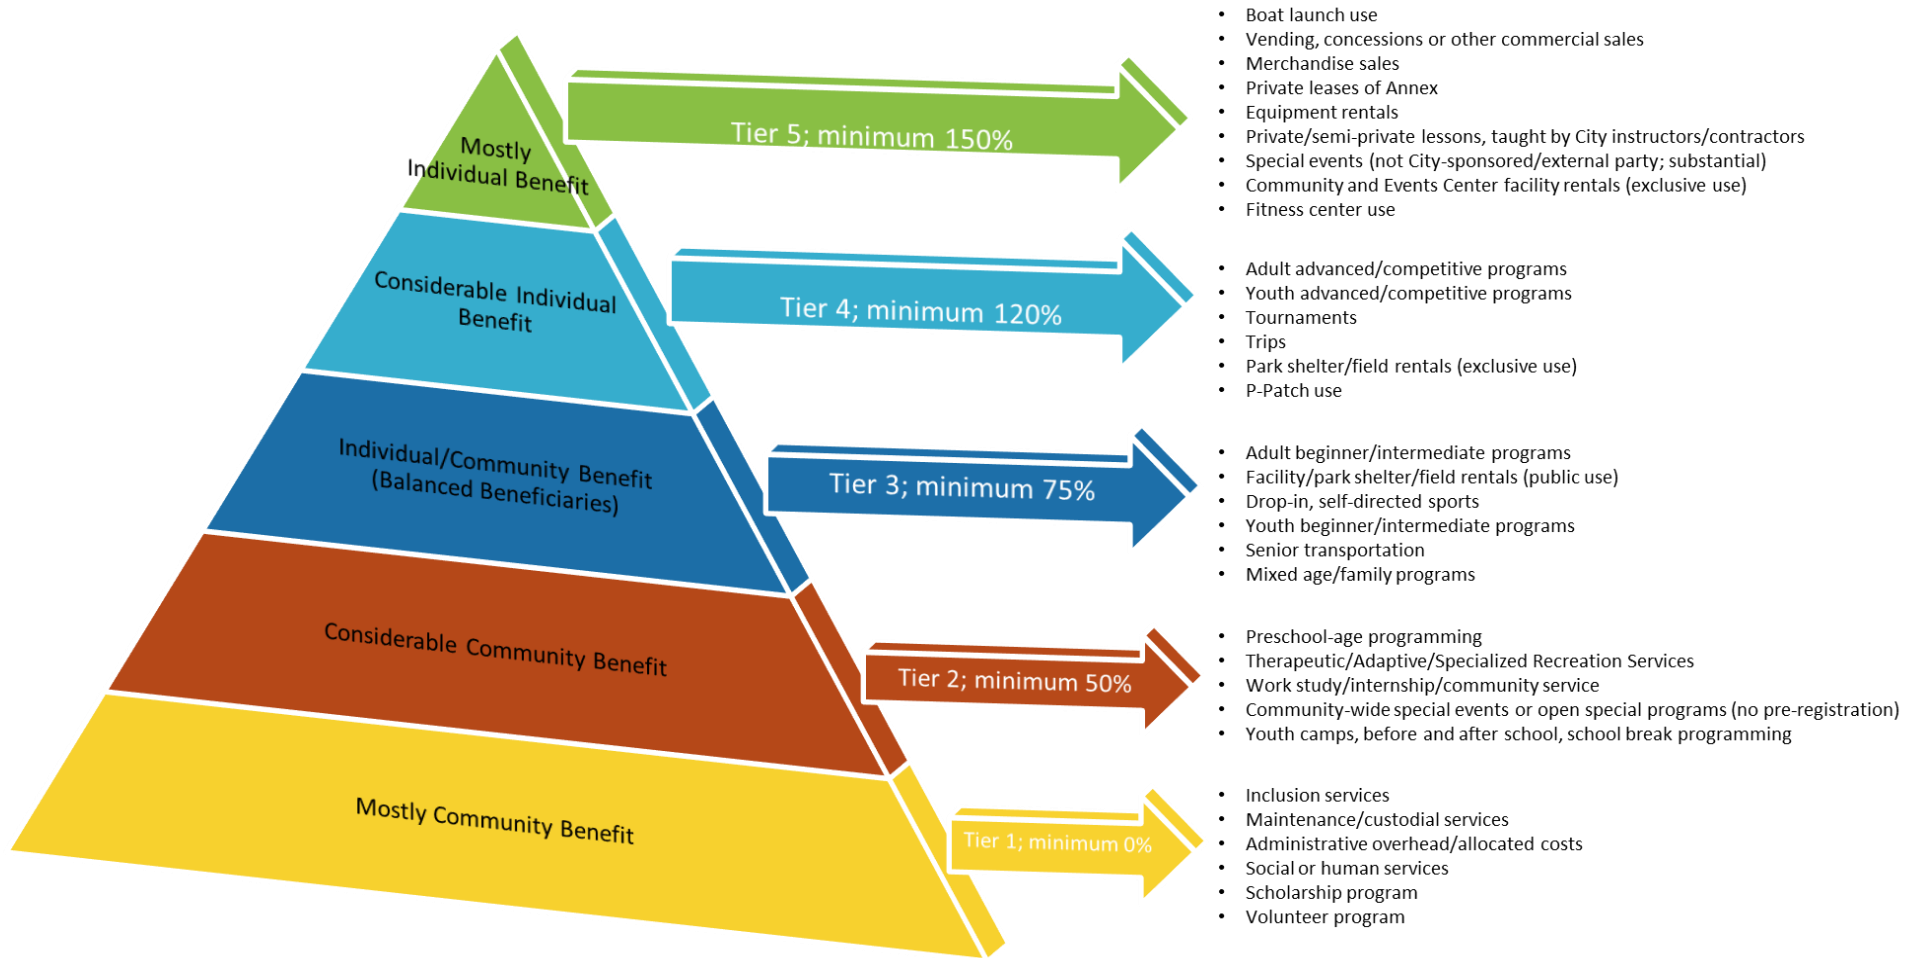 Mostly
Individual Benefit
Tier 5; minimum 150%
• Boat launch use
• Vending, concessions or other commercial sales
• Merchandise sales
• Private leases of Annex
• Equipment rentals
• Private/semi-private lessons, taught by City instructors/contractors
• Special events (not City-sponsored/external party; substantial)
• Community and Events Center facility rentals (exclusive use)
• Fitness center use
Considerable Individual
Benefit
Tier 4; minimum 120%
• Adult advanced/competitive programs
• Youth advanced/competitive programs
• Tournaments
• Trips
• Park shelter/field rentals (exclusive use)
• P-Patch use
Individual/Community Benefit
(Balanced Beneficiaries)
Tier 3; minimum 75%
• Adult beginner/intermediate programs
• Facility/park shelter/field rentals (public use)
• Drop-in, self-directed sports
• Youth beginner/intermediate programs
• Senior transportation
• Mixed age/family programs
Considerable Community Benefit
Tier 2; minimum 50%
• Preschool-age programming
• Therapeutic/Adaptive/Specialized Recreation Services
• Work study/internship/community service
• Community-wide special events or open special programs (no pre-registration)
• Youth camps, before and after school, school break programming
Mostly Community Benefit
Tier 1; minimum 0%
• Inclusion services
• Maintenance/custodial services
• Administrative overhead/allocated costs
• Social or human services
• Scholarship program
• Volunteer program